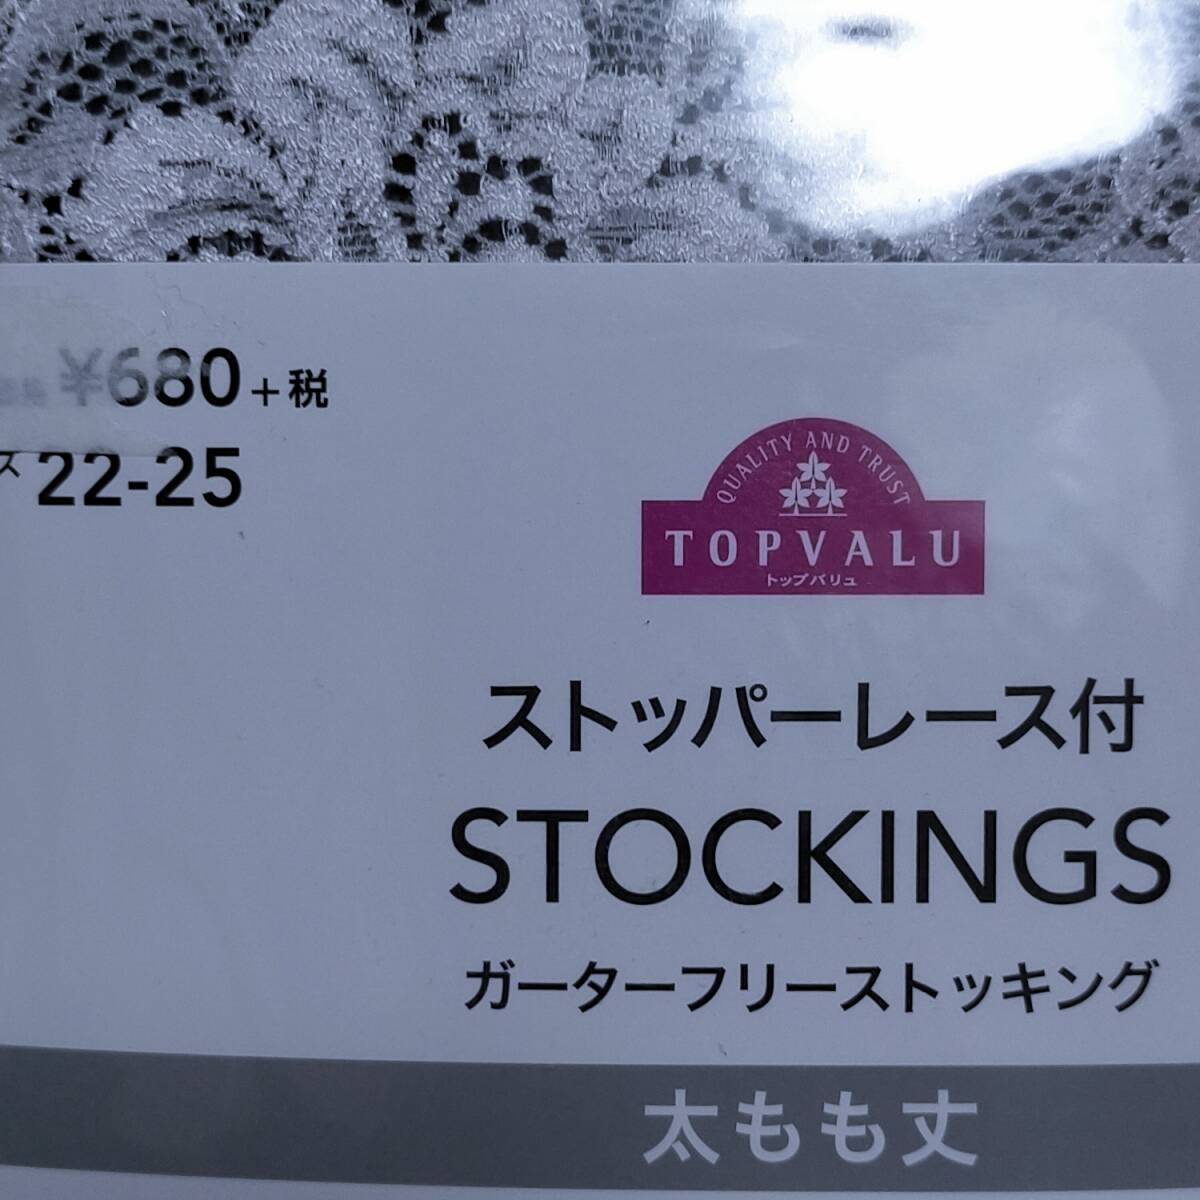 ¥680+税
ス 22-25
QUALITY AND TRUST
TOPVALU
トップバリュ
ストッパーレース付
STOCKINGS
ガーターフリーストッキング
太もも丈